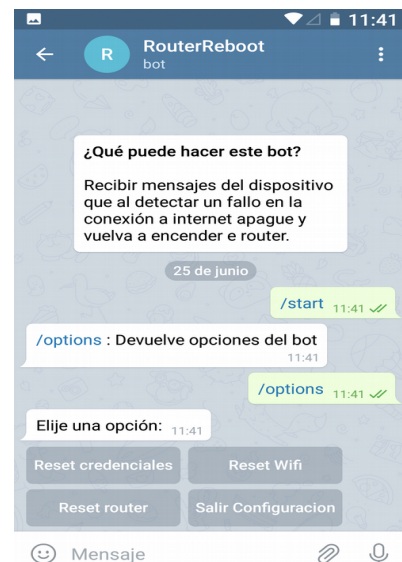 11:41
R
RouterReboot
bot
¿Qué puede hacer este bot?
Recibir mensajes del dispositivo
que al detectar un fallo en la
conexión a internet apague y
vuelva a encender e router.
25 de junio
/start 11:41
/options : Devuelve opciones del bot
11:41
/options 11:41
Elije una opción: 11:41
Reset credenciales Reset Wifi
Reset router Salir Configuracion
Mensaje